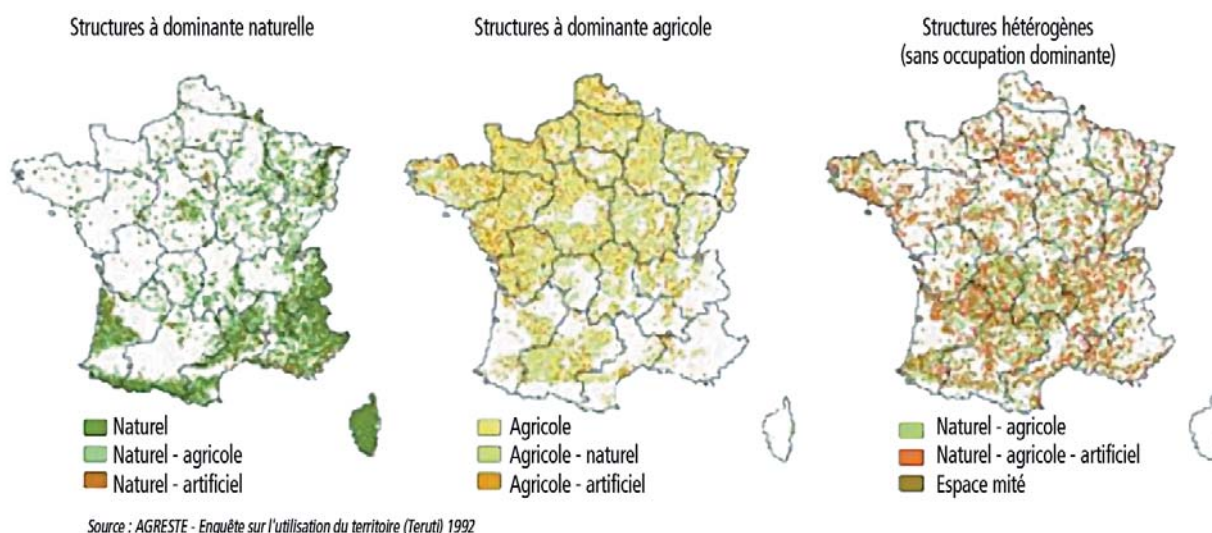 Structures à dominante naturelle
Structures à dominante agricole
Structures hétérogènes
(sans occupation dominante)
Naturel
Naturel - agricole
Naturel - artificiel
Agricole
Agricole - naturel
Agricole - artificiel
Naturel - agricole
Naturel - agricole - artificiel
Espace mité
Source : AGRESTE - Enquête sur l'utilisation du territoire (Teruti) 1992